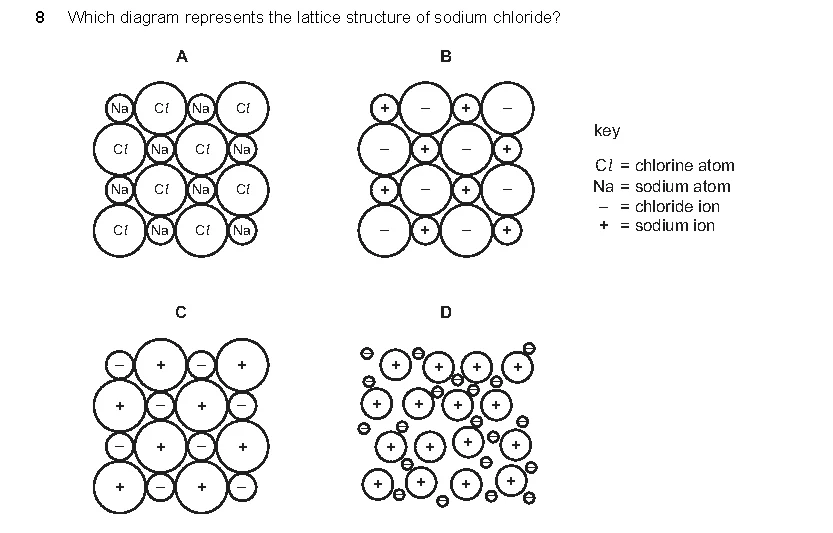 8 Which diagram represents the lattice structure of sodium chloride?
A B
Na Cl Na Cl + – + –
Cl Na Cl Na – + – +
Na Cl Na Cl + – + –
Cl Na Cl Na – + – +
key
Cl = chlorine atom
Na = sodium atom
– = chloride ion
+ = sodium ion
C D
– + – +
+ – + –
– + – +
+ – + –
– + – + + + –
– – – – –
+ + + +
– – – – –
+ + + – +
– – –
+ + + +
– – – –